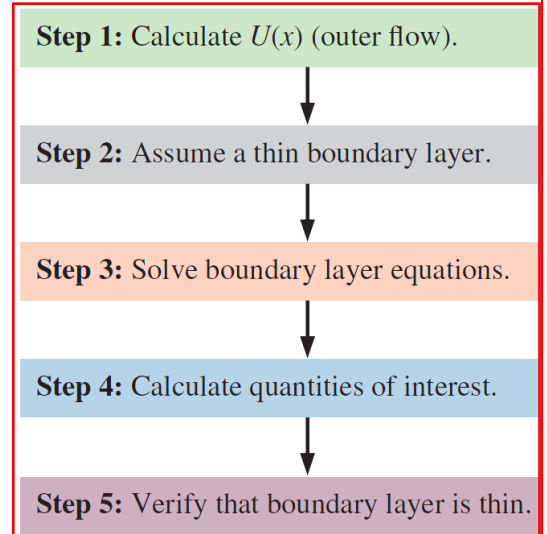 Step 1: Calculate U(x) (outer flow).
Step 2: Assume a thin boundary layer.
Step 3: Solve boundary layer equations.
Step 4: Calculate quantities of interest.
Step 5: Verify that boundary layer is thin.